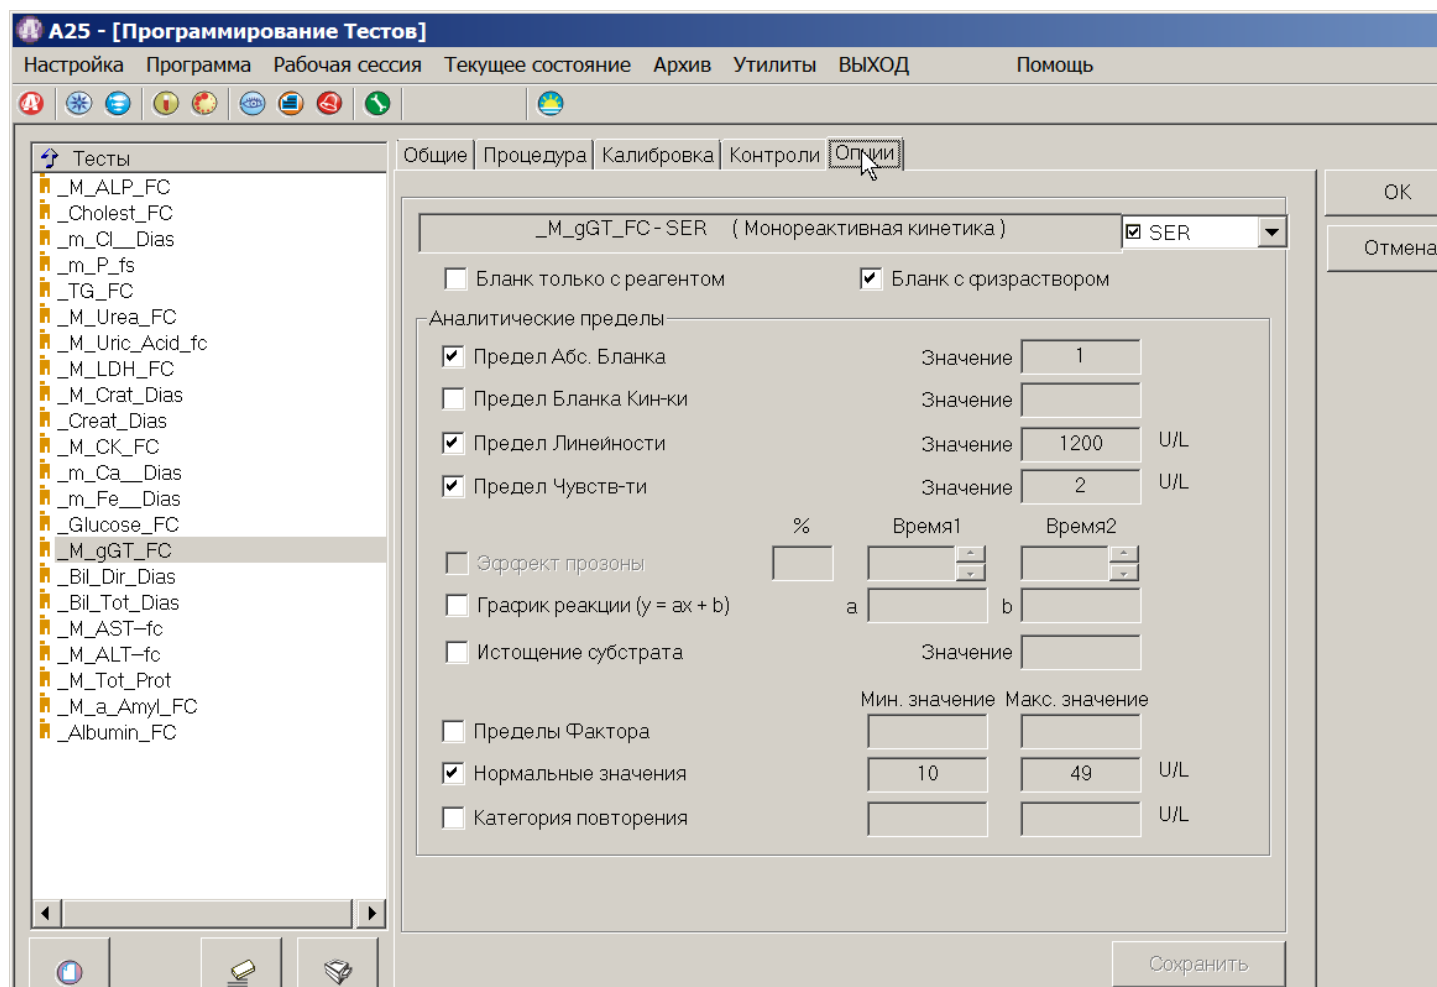 A25 - [Программирование Тестов]
Настройка Программа Рабочая сессия Текущее состояние Архив Утилиты ВЫХОД Помощь
Тесты
_M_ALP_FC
_Cholest_FC
_m_Cl__Dias
_m_P_fs
_TG_FC
_M_Urea_FC
_M_Uric_Acid_fc
_M_LDH_FC
_M_Crat_Dias
_Creat_Dias
_M_CK_FC
_m_Ca__Dias
_m_Fe__Dias
_Glucose_FC
_M_gGT_FC
_Bil_Dir_Dias
_Bil_Tot_Dias
_M_AST-fc
_M_ALT-fc
_M_Tot_Prot
_M_a_Amyl_FC
_Albumin_FC
Общие Процедура Калибровка Контроли Опции
_M_gGT_FC - SER ( Монореактивная кинетика ) SER
Бланк только с реагентом Бланк с физраствором
Аналитические пределы
Предел Абс. Бланка Значение 1
Предел Бланка Кин-ки Значение
Предел Линейности Значение 1200 U/L
Предел Чувств-ти Значение 2 U/L
% Время1 Время2
Эффект прозоны
График реакции (y = ax + b) a b
Истощение субстрата Значение
Мин. значение Макс. значение
Пределы Фактора
Нормальные значения 10 49 U/L
Категория повторения U/L
Сохранить
OK
Отмена